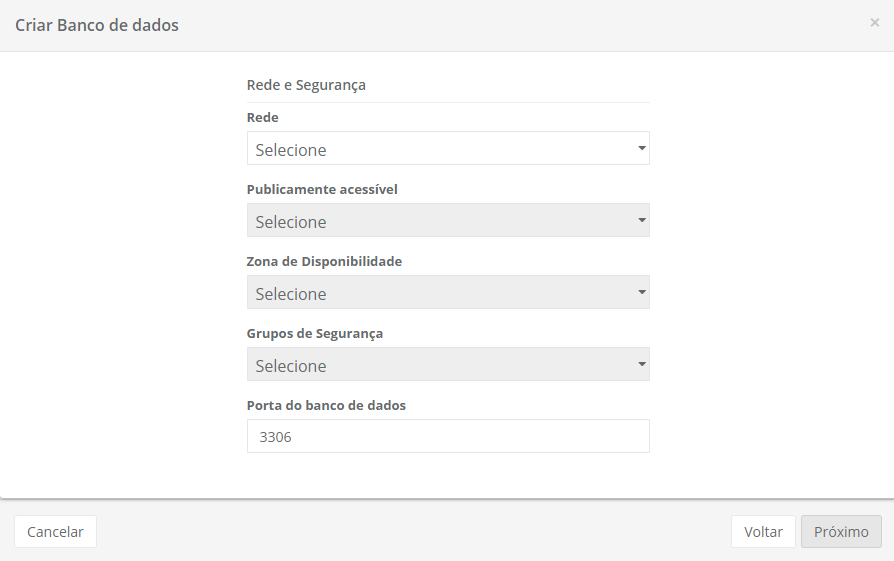 Criar Banco de dados
×
Rede e Segurança
Rede
Selecione
Publicamente acessível
Selecione
Zona de Disponibilidade
Selecione
Grupos de Segurança
Selecione
Porta do banco de dados
3306
Cancelar
Voltar
Próximo